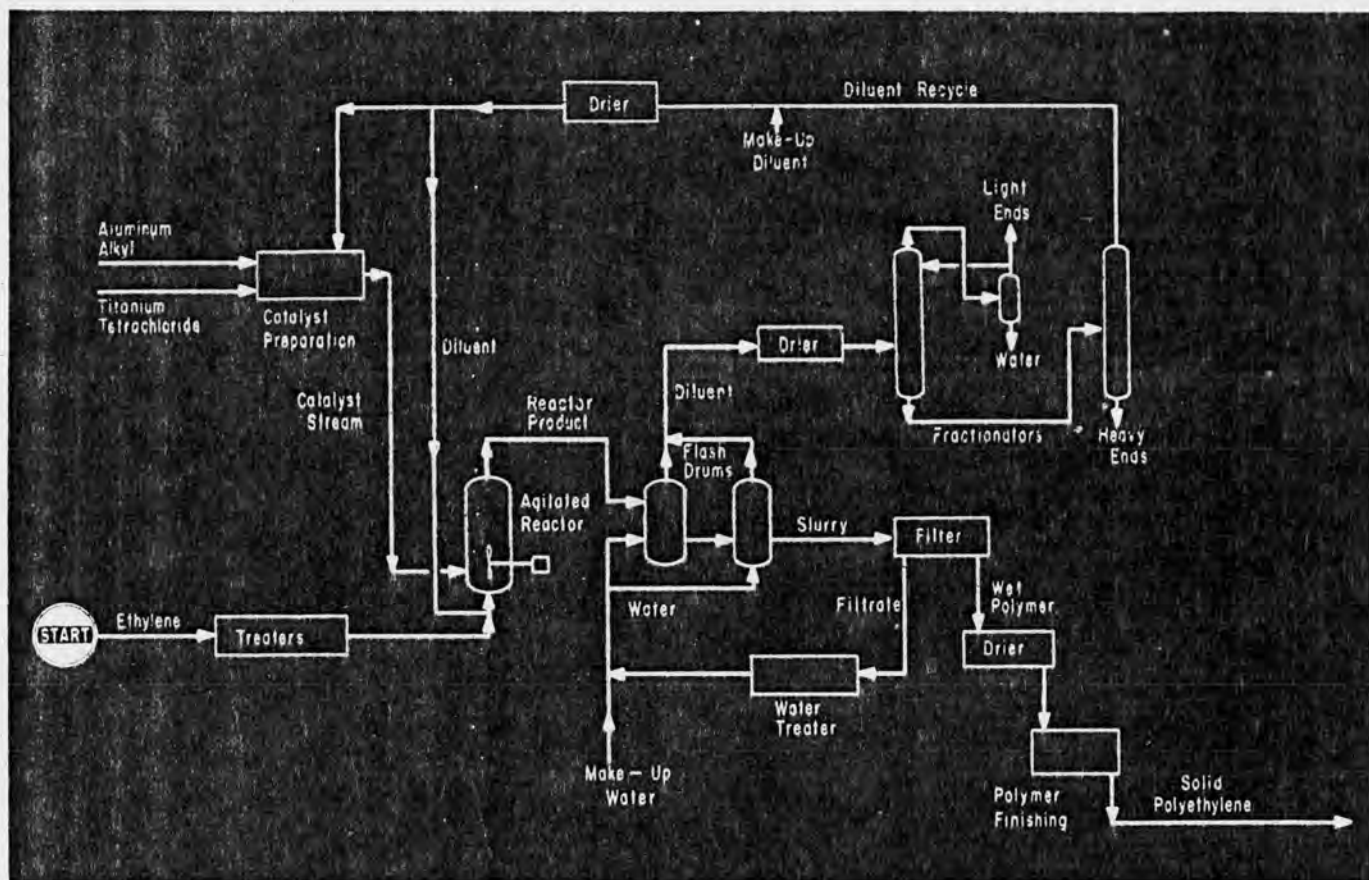 Drier
Diluent Recycle
Make-Up
Diluent
Light
Ends
Aluminum
Alkyl
Titanium
Tetrachloride
Catalyst
Preparation
Diluent
Drier
Water
Catalyst
Stream
Reactor
Product
Diluent
Fractionators
Heavy
Ends
Flash
Drums
Agitated
Reactor
Slurry
Filter
START
Ethylene
Treaters
Water
Filtrate
Wet
Polymer
Drier
Water
Treater
Make-Up
Water
Polymer
Finishing
Solid
Polyethylene